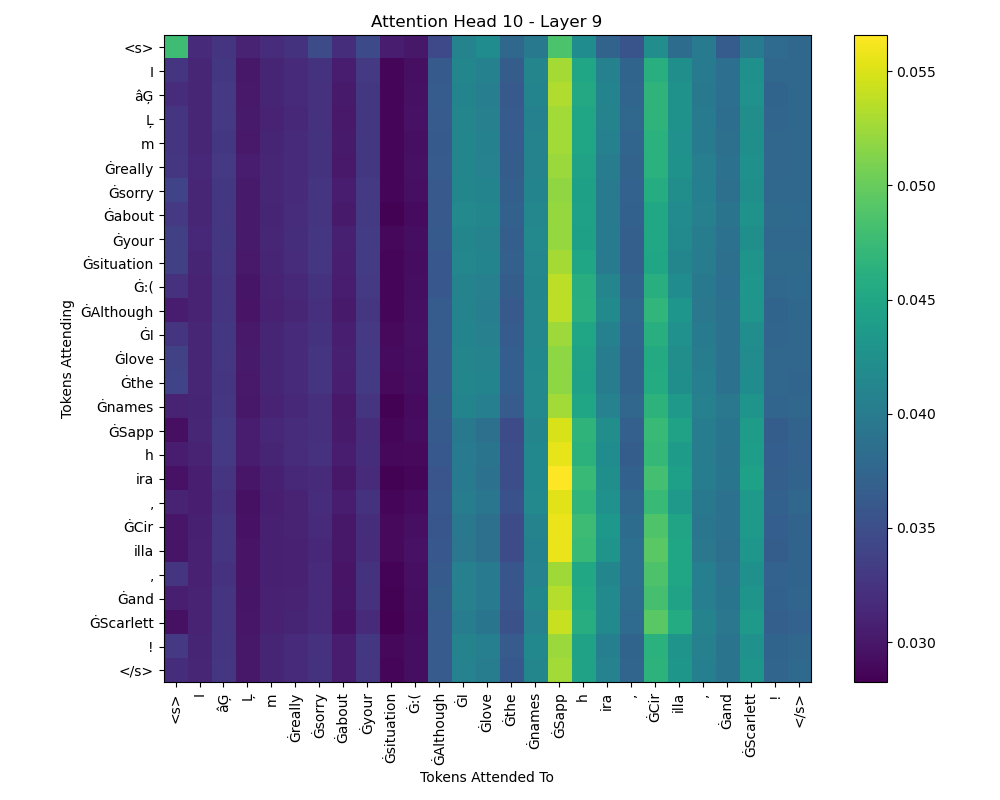 Attention Head 10 - Layer 9
Tokens Attending
<s>
I
âĢ
Ļ
m
Ġreally
Ġsorry
Ġabout
Ġyour
Ġsituation
Ġ:(
ĠAlthough
ĠI
Ġlove
Ġthe
Ġnames
ĠSapp
h
ira
,
ĠCir
illa
,
Ġand
ĠScarlett
!
</s>
<s>
I
âĢ
Ļ
m
Ġreally
Ġsorry
Ġabout
Ġyour
Ġsituation
Ġ:(
ĠAlthough
ĠI
Ġlove
Ġthe
Ġnames
ĠSapp
h
ira
,
ĠCir
illa
,
Ġand
ĠScarlett
!
</s>
Tokens Attended To
0.055
0.050
0.045
0.040
0.035
0.030